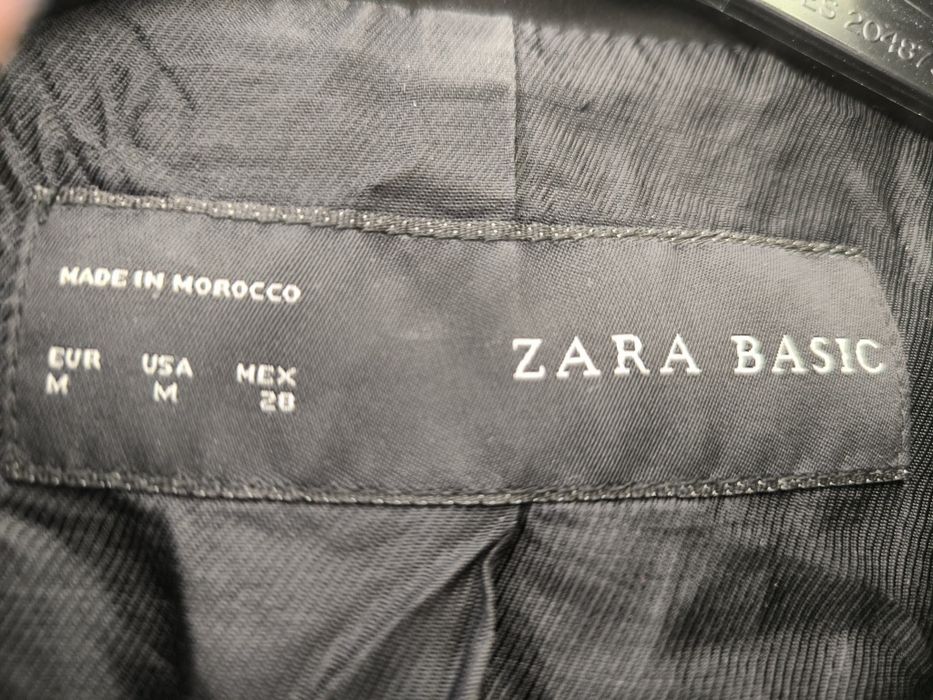 MADE IN MOROCCO
EUR USA MEX
M M 28
ZARA BASIC